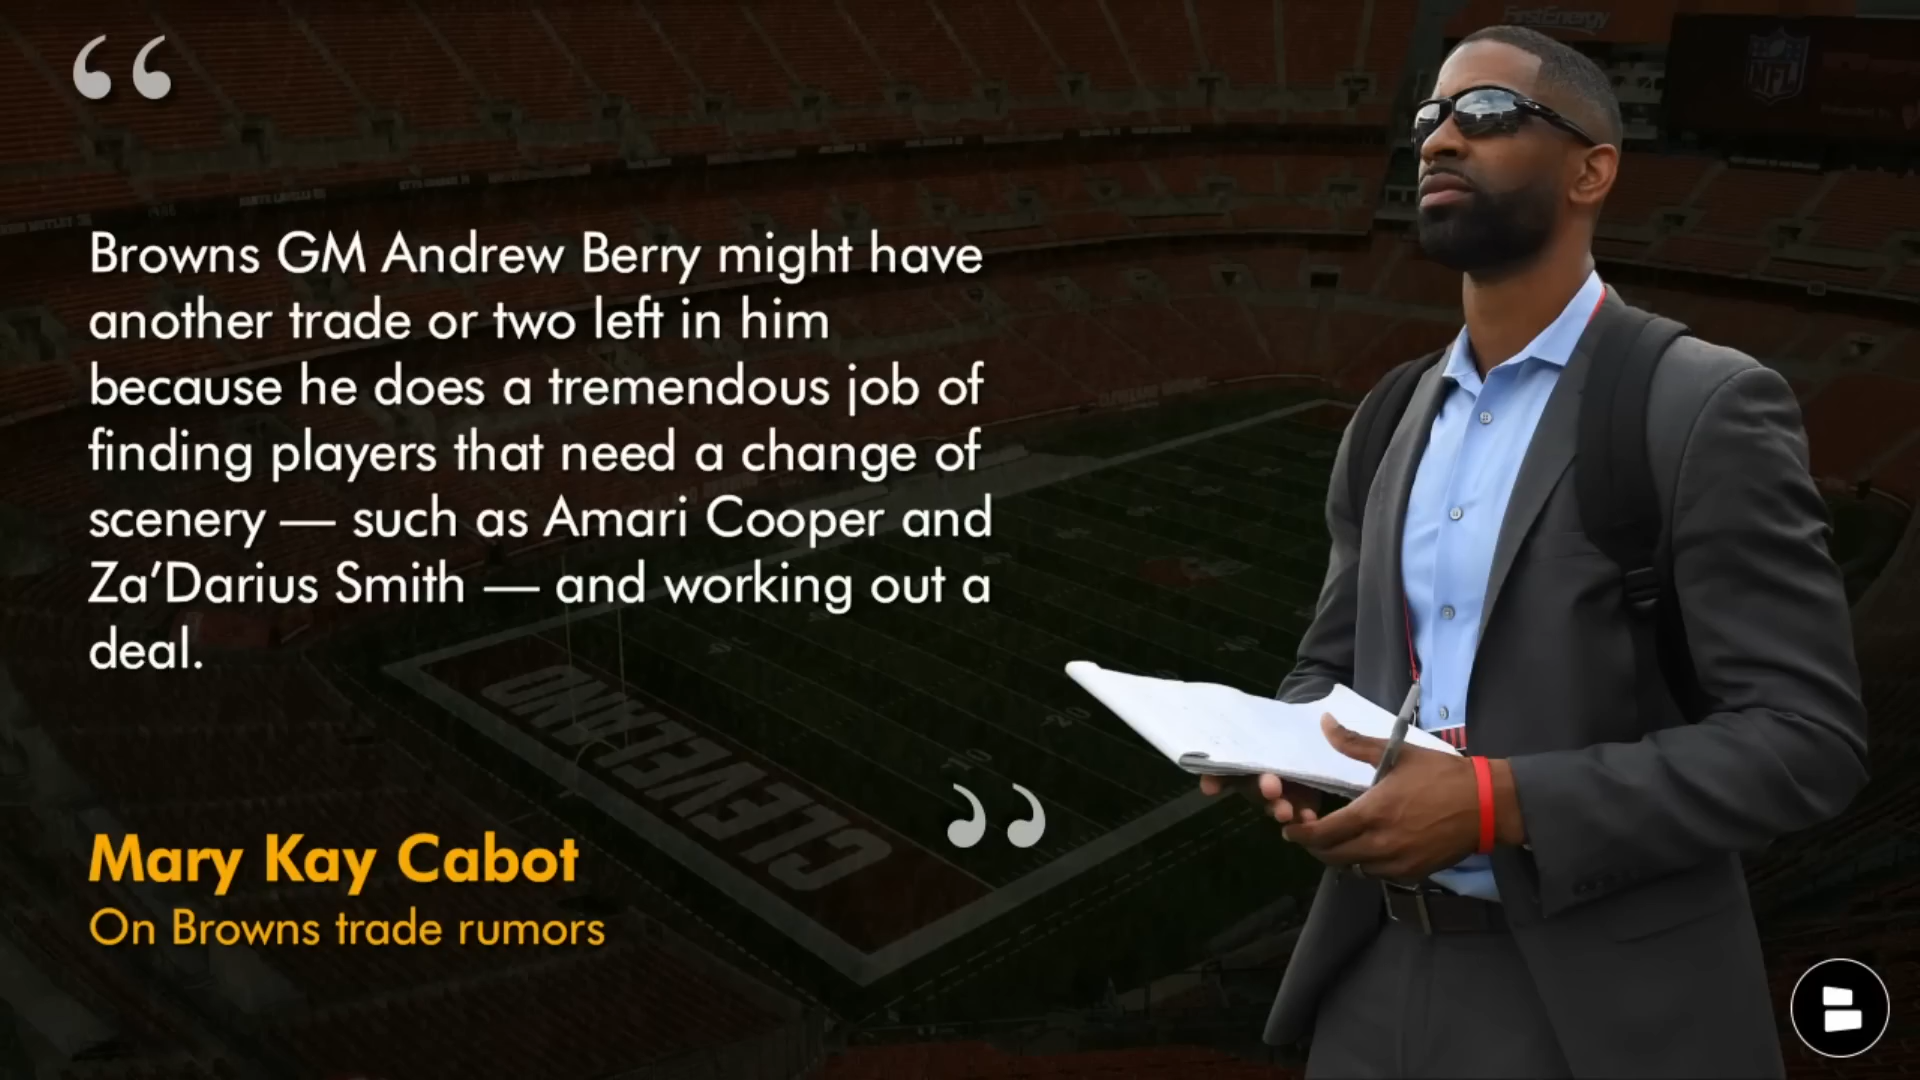 FirstEnergy
NFL
“
Browns GM Andrew Berry might have
another trade or two left in him
because he does a tremendous job of
finding players that need a change of
scenery — such as Amari Cooper and
Za’Darius Smith — and working out a
deal.
”
CLEVELAND
Mary Kay Cabot
On Browns trade rumors